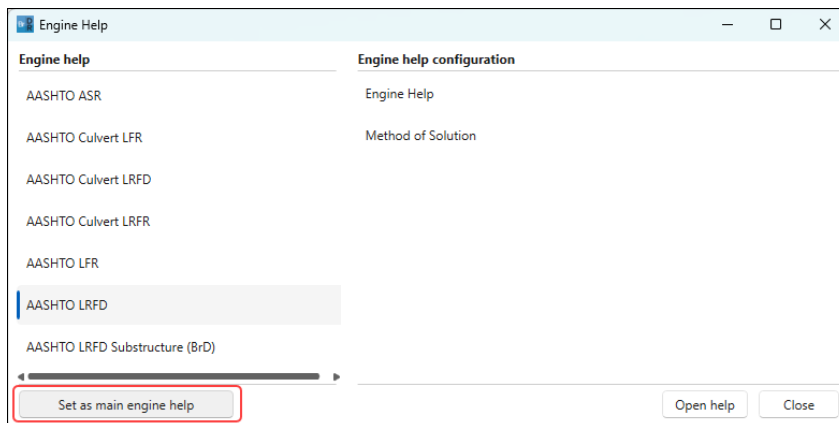 Engine Help
Engine help
AASHTO ASR
AASHTO Culvert LFR
AASHTO Culvert LRFD
AASHTO Culvert LRFR
AASHTO LFR
AASHTO LRFD
AASHTO LRFD Substructure (BrD)
Set as main engine help
Engine help configuration
Engine Help
Method of Solution
Open help
Close